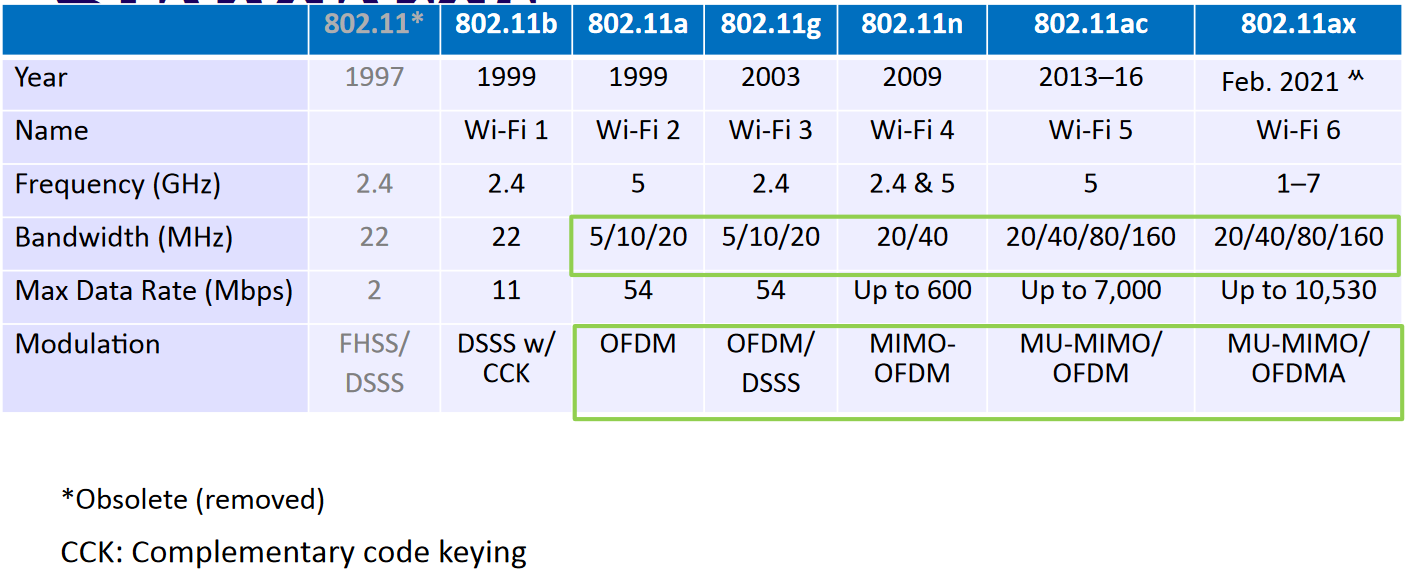 802.11* 802.11b 802.11a 802.11g 802.11n 802.11ac 802.11ax
Year 1997 1999 1999 2003 2009 2013–16 Feb. 2021 ^^
Name Wi-Fi 1 Wi-Fi 2 Wi-Fi 3 Wi-Fi 4 Wi-Fi 5 Wi-Fi 6
Frequency (GHz) 2.4 2.4 5 2.4 2.4 & 5 5 1–7
Bandwidth (MHz) 22 22 5/10/20 5/10/20 20/40 20/40/80/160 20/40/80/160
Max Data Rate (Mbps) 2 11 54 54 Up to 600 Up to 7,000 Up to 10,530
Modulation FHSS/ DSSS w/ OFDM OFDM/ MIMO- MU-MIMO/ MU-MIMO/
DSSS CCK DSSS OFDM OFDM OFDMA
*Obsolete (removed)
CCK: Complementary code keying